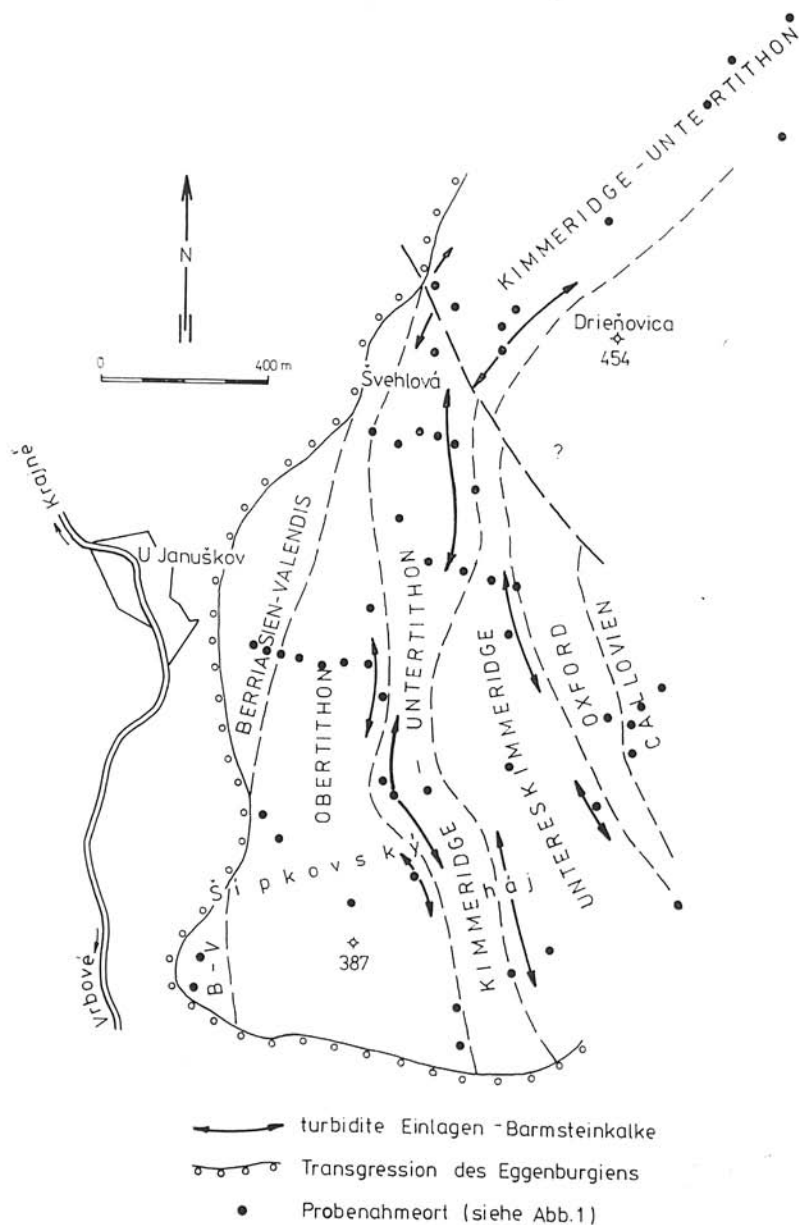 KIMMERIDGE-UNTERTITHON
N
0 400 m
Drieňovica
454
Švehlová
?
Krajné
U Januškov
BERRIASIEN-VALENDIS
OBERTITHON
UNTERTITHON - KIMMERIDGE
UNTERES KIMMERIDGE
OXFORD
CALLOVIEN
Šípkovský háj
387
B-V
Vrbové
turbidite Einlagen - Barmsteinkalke
Transgression des Eggenburgiens
Probenahmeort (siehe Abb.1)